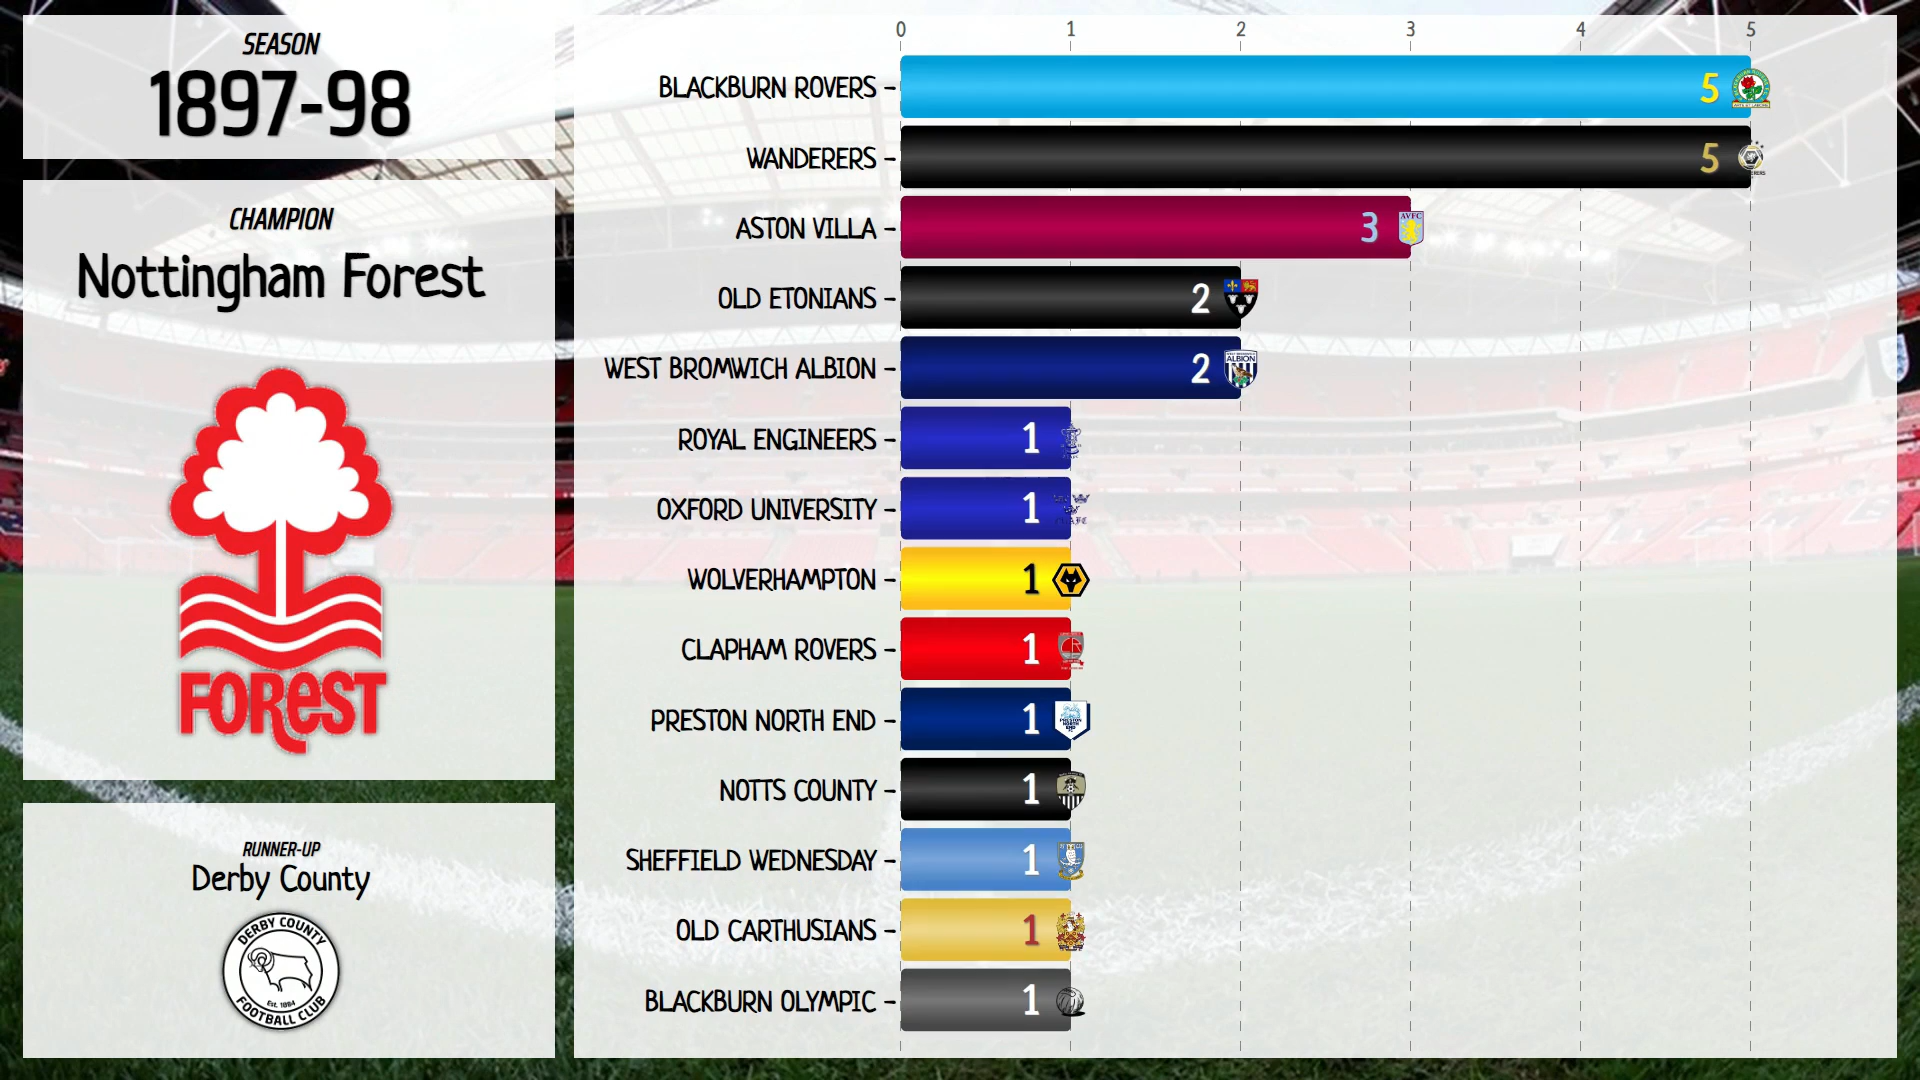 SEASON
1897-98
CHAMPION
Nottingham Forest
FOREST
RUNNER-UP
Derby County
DERBY COUNTY
Est. 1884
FOOTBALL CLUB
0 1 2 3 4 5
BLACKBURN ROVERS 5
WANDERERS 5
ASTON VILLA 3
AVFC
OLD ETONIANS 2
WEST BROMWICH ALBION 2
ALBION
ROYAL ENGINEERS 1
OXFORD UNIVERSITY 1
WOLVERHAMPTON 1
CLAPHAM ROVERS 1
PRESTON NORTH END 1
PRESTON
NORTH
END
NOTTS COUNTY 1
SHEFFIELD WEDNESDAY 1
OLD CARTHUSIANS 1
BLACKBURN OLYMPIC 1